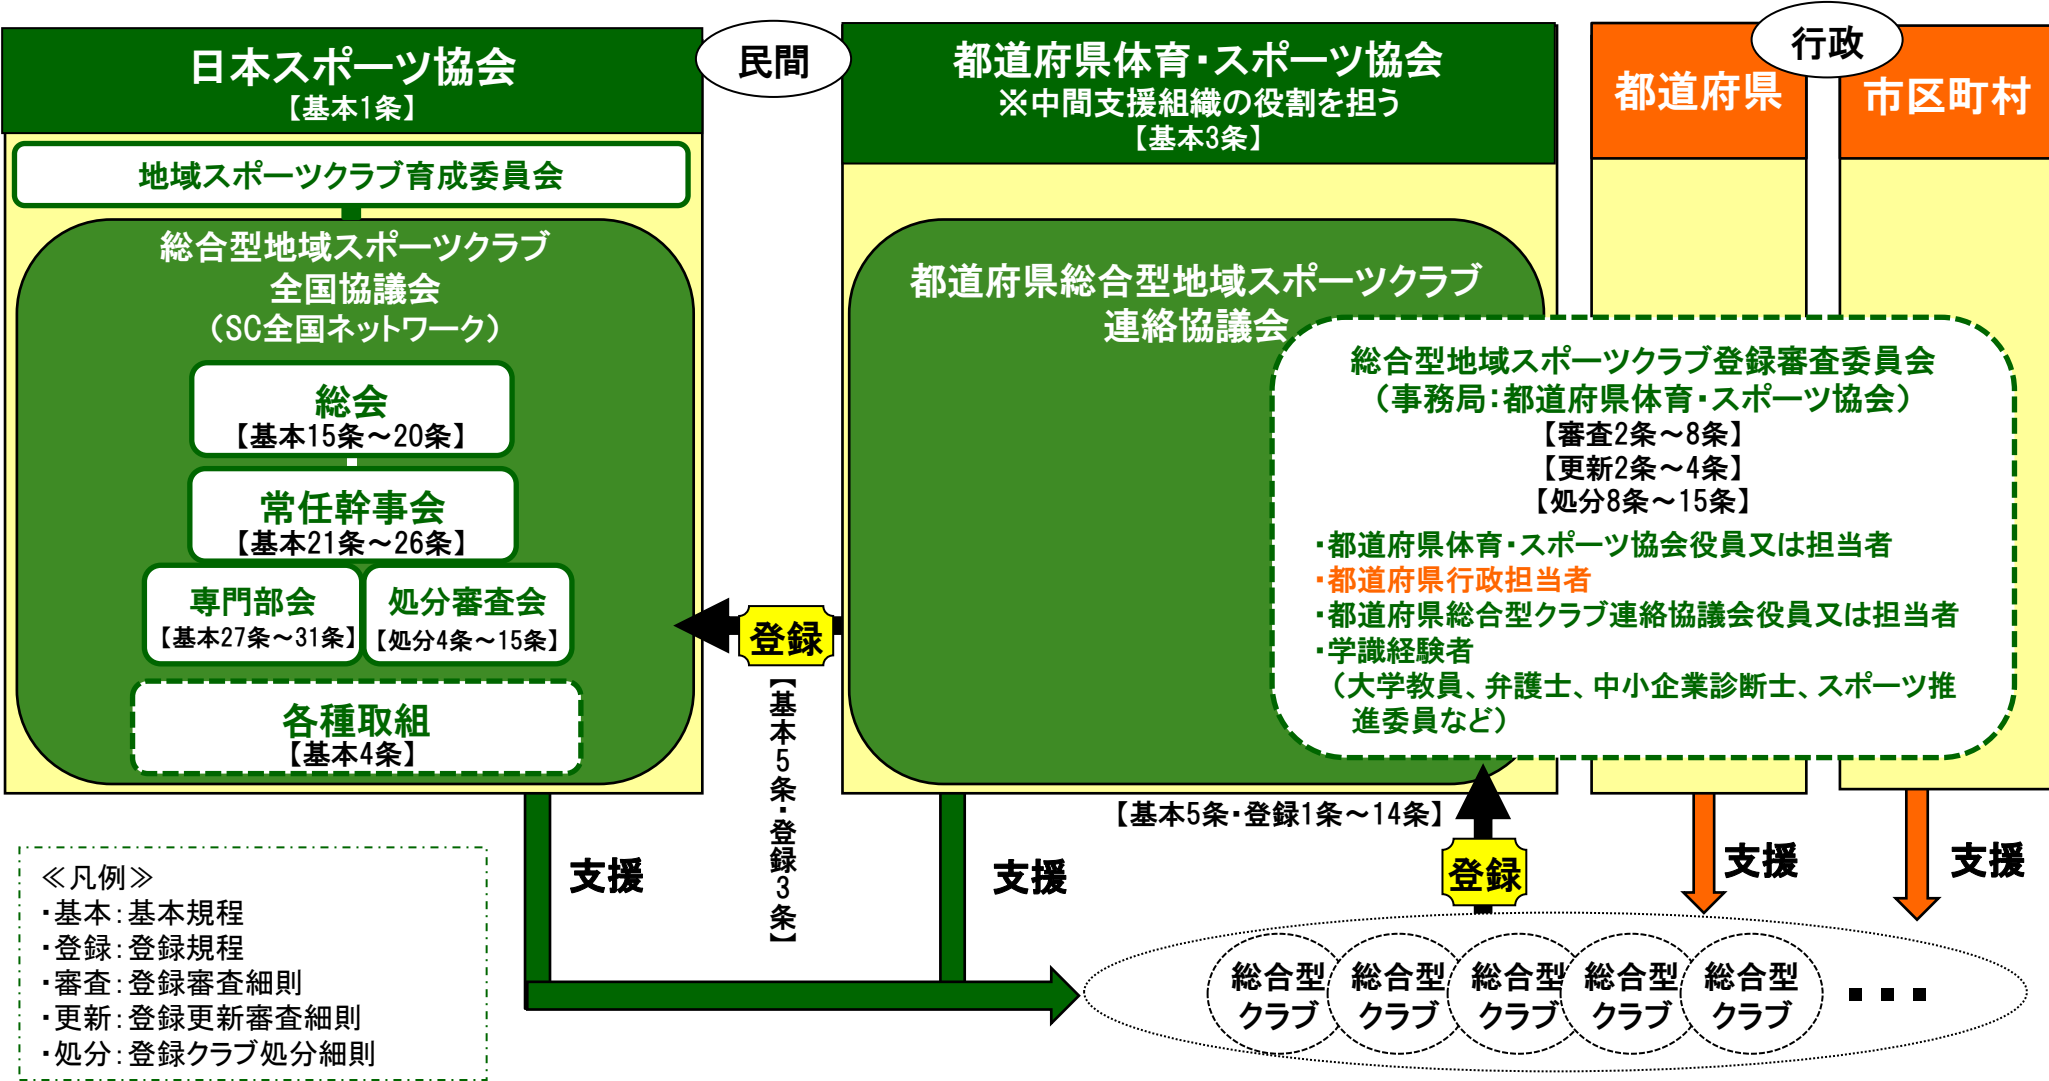 日本スポーツ協会
【基本1条】
民間
都道府県体育・スポーツ協会
※中間支援組織の役割を担う
【基本3条】
行政
都道府県
市区町村
地域スポーツクラブ育成委員会
総合型地域スポーツクラブ
全国協議会
（SC全国ネットワーク）
総会
【基本15条～20条】
常任幹事会
【基本21条～26条】
専門部会
【基本27条～31条】
処分審査会
【処分4条～15条】
各種取組
【基本4条】
登録
【基本5条・登録3条】
都道府県総合型地域スポーツクラブ
連絡協議会
総合型地域スポーツクラブ登録審査委員会
（事務局：都道府県体育・スポーツ協会）
【審査2条～8条】
【更新2条～4条】
【処分8条～15条】
・都道府県体育・スポーツ協会役員又は担当者
・都道府県行政担当者
・都道府県総合型クラブ連絡協議会役員又は担当者
・学識経験者
（大学教員、弁護士、中小企業診断士、スポーツ推
進委員など）
【基本5条・登録1条～14条】
登録
支援
支援
支援
支援
≪凡例≫
・基本：基本規程
・登録：登録規程
・審査：登録審査細則
・更新：登録更新審査細則
・処分：登録クラブ処分細則
総合型
クラブ
総合型
クラブ
総合型
クラブ
総合型
クラブ
総合型
クラブ
・・・